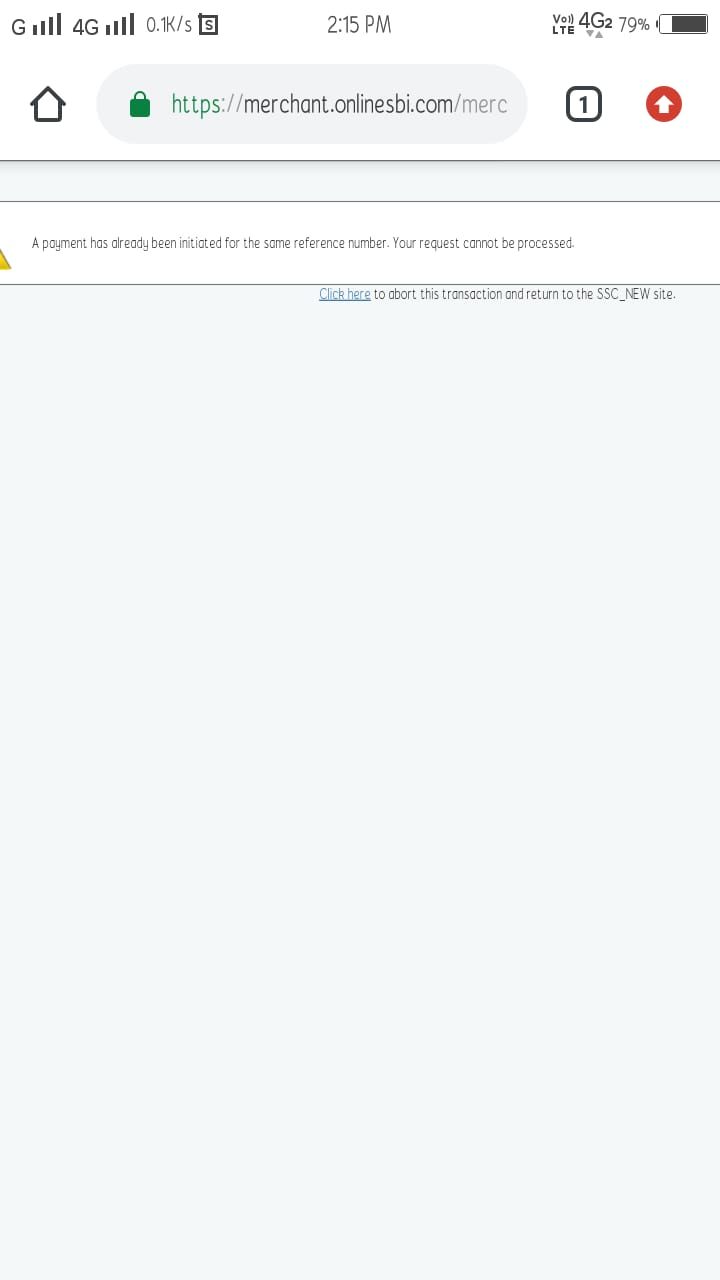 G 4G 0.1K/s S 2:15 PM Vo)) LTE 4G2 79%
https://merchant.onlinesbi.com/merc 1
A payment has already been initiated for the same reference number. Your request cannot be processed.
Click here to abort this transaction and return to the SSC_NEW site.